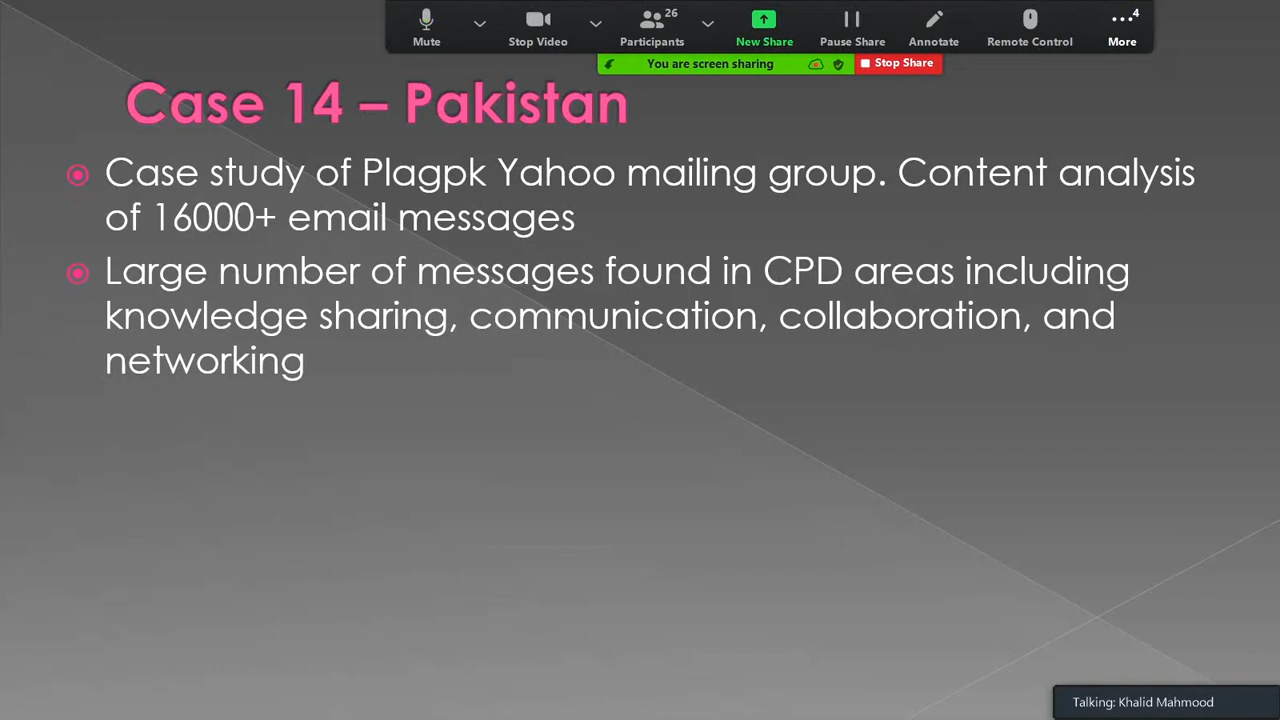 26
4
Mute
Stop Video
Participants
New Share
Pause Share
Annotate
Remote Control
More
You are screen sharing
Stop Share
Case 14 – Pakistan
Case study of Plagpk Yahoo mailing group. Content analysis
of 16000+ email messages
Large number of messages found in CPD areas including
knowledge sharing, communication, collaboration, and
networking
Talking: Khalid Mahmood